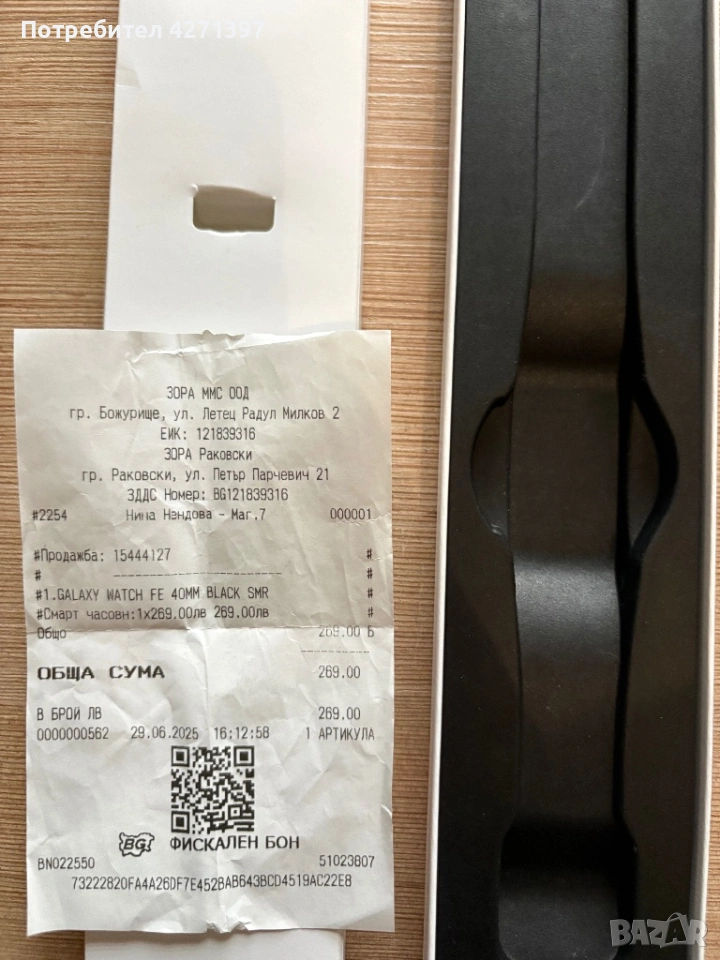 Потребител 4271397
ЗОРА ММС ООД
гр. Божурище, ул. Летец Радул Милков 2
ЕИК: 121839316
ЗОРА Раковски
гр. Раковски, ул. Петър Парчевич 21
ЗДДС Номер: BG121839316
#2254 Нина Нэндова - Маг.7 000001
#Продажба: 15444127 #
# ------------------------ #
#1.GALAXY WATCH FE 40MM BLACK SMR #
#Смарт часовн:1x269.00лв 269.00лв #
Общо 269.00 Б
ОБЩА СУМА 269.00
В БРОЙ ЛВ 269.00
0000000562 29.06.2025 16:12:58 1 АРТИКУЛА
BG ФИСКАЛЕН БОН
BN022550 51023807
73222820FA4A26DF7E452BAB643BCD4519AC22E8
BAZAR